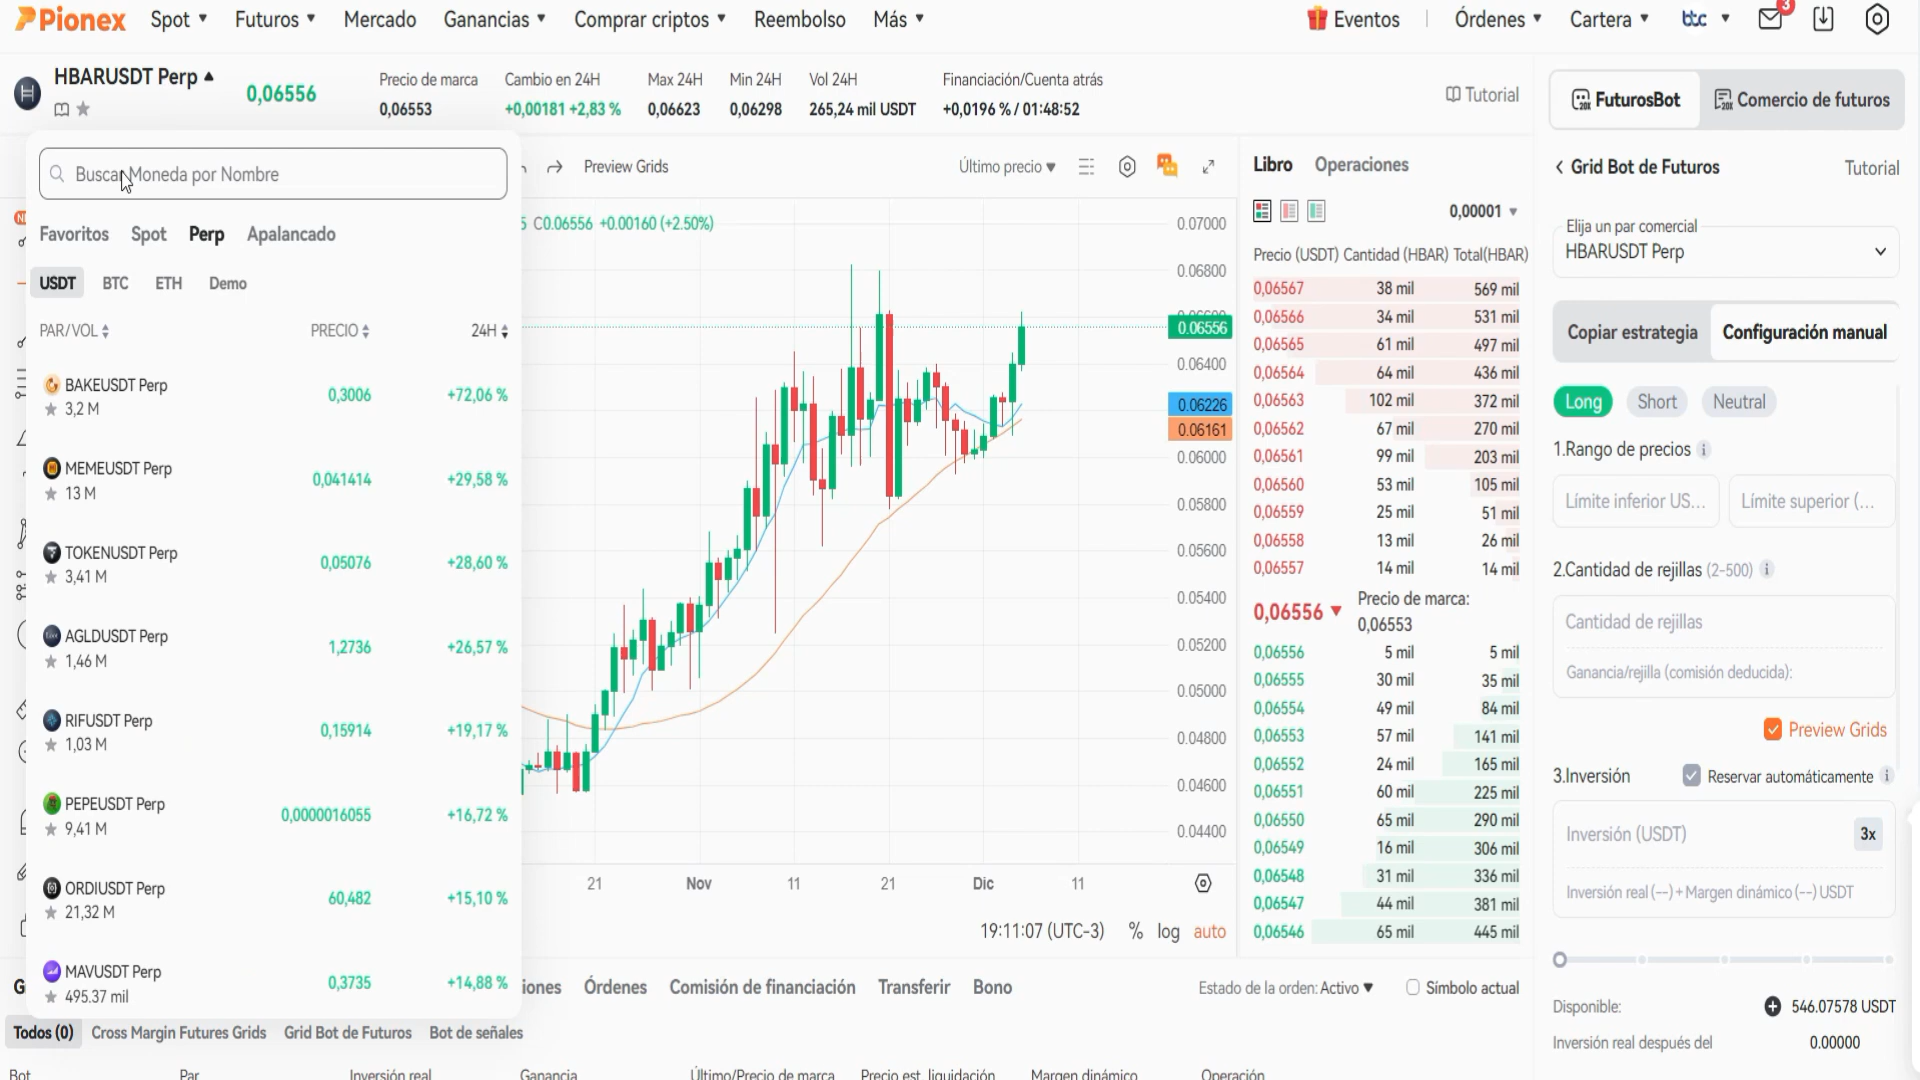 Pionex Spot ▼ Futuros ▼ Mercado Ganancias ▼ Comprar criptos ▼ Reembolso Más ▼ Eventos Órdenes ▼ Cartera ▼ btc ▼ 3
HBARUSDT Perp ▲
0,06556
Precio de marca
0,06553
Cambio en 24H
+0,00181 +2,83 %
Max 24H
0,06623
Min 24H
0,06298
Vol 24H
265,24 mil USDT
Financiación/Cuenta atrás
+0,0196 % / 01:48:52
Tutorial
Buscar Moneda por Nombre
Favoritos Spot Perp Apalancado
USDT BTC ETH Demo
PAR/VOL PRECIO 24H
BAKEUSDT Perp 0,3006 +72,06 %
3,2 M
MEMEUSDT Perp 0,041414 +29,58 %
13 M
TOKENUSDT Perp 0,05076 +28,60 %
3,41 M
AGLDUSDT Perp 1,2736 +26,57 %
1,46 M
RIFUSDT Perp 0,15914 +19,17 %
1,03 M
PEPEUSDT Perp 0,0000016055 +16,72 %
9,41 M
ORDIUSDT Perp 60,482 +15,10 %
21,32 M
MAVUSDT Perp 0,3735 +14,88 %
495.37 mil
Preview Grids Último precio ▼
C0.06556 +0.00160 (+2.50%)
0.07000
0.06800
0.06556
0.06400
0.06226
0.06161
0.06000
0.05800
0.05600
0.05400
0.05200
0.05000
0.04800
0.04600
0.04400
21 Nov 11 21 Dic 11
19:11:07 (UTC-3) % log auto
Libro Operaciones
0,00001 ▼
Precio (USDT) Cantidad (HBAR) Total(HBAR)
0,06567 38 mil 569 mil
0,06566 34 mil 531 mil
0,06565 61 mil 497 mil
0,06564 64 mil 436 mil
0,06563 102 mil 372 mil
0,06562 67 mil 270 mil
0,06561 99 mil 203 mil
0,06560 53 mil 105 mil
0,06559 25 mil 51 mil
0,06558 13 mil 26 mil
0,06557 14 mil 14 mil
0,06556 ▼ Precio de marca:
0,06553
0,06556 5 mil 5 mil
0,06555 30 mil 35 mil
0,06554 49 mil 84 mil
0,06553 57 mil 141 mil
0,06552 24 mil 165 mil
0,06551 60 mil 225 mil
0,06550 65 mil 290 mil
0,06549 16 mil 306 mil
0,06548 31 mil 336 mil
0,06547 44 mil 381 mil
0,06546 65 mil 445 mil
FuturosBot Comercio de futuros
Grid Bot de Futuros Tutorial
Elija un par comercial
HBARUSDT Perp
Copiar estrategia Configuración manual
Long Short Neutral
1.Rango de precios
Límite inferior US... Límite superior (...
2.Cantidad de rejillas (2-500)
Cantidad de rejillas
Ganancia/rejilla (comisión deducida):
Preview Grids
3.Inversión Reservar automáticamente
Inversión (USDT) 3x
Inversión real (--) + Margen dinámico (--) USDT
Disponible: 546.07578 USDT
Inversión real después del 0.00000
Órdenes Comisión de financiación Transferir Bono Estado de la orden: Activo ▼ Símbolo actual
Todos (0) Cross Margin Futures Grids Grid Bot de Futuros Bot de señales
Bot Par Inversión real Ganancia Último/Precio de marca Precio est. liquidación Margen dinámico Operación